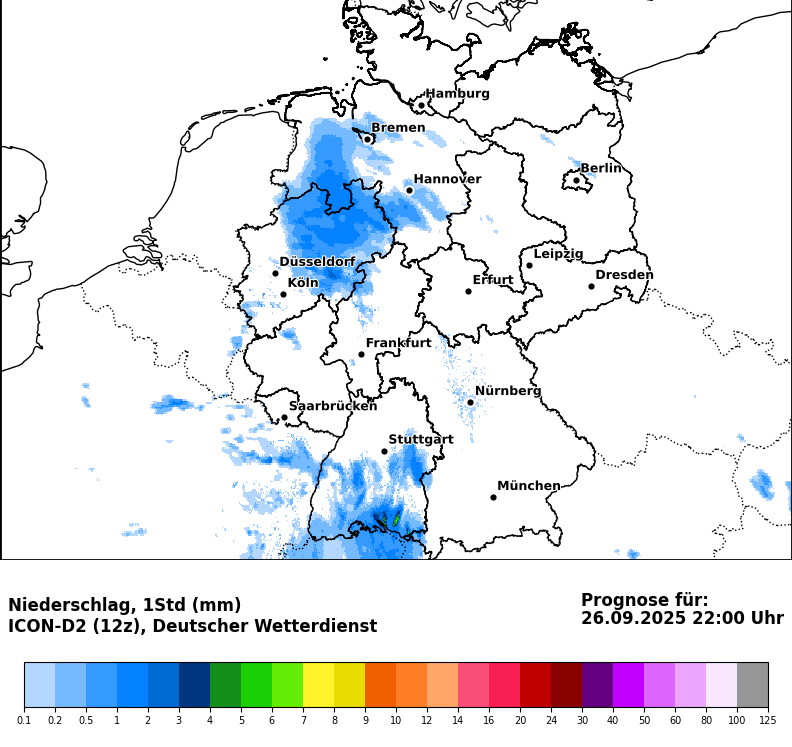 Hamburg
Bremen
Berlin
Hannover
Leipzig
Düsseldorf
Dresden
Erfurt
Köln
Frankfurt
Nürnberg
Saarbrücken
Stuttgart
München
Niederschlag, 1Std (mm)
ICON-D2 (12z), Deutscher Wetterdienst
Prognose für:
26.09.2025 22:00 Uhr
0.1 0.2 0.5 1 2 3 4 5 6 7 8 9 10 12 14 16 20 24 30 40 50 60 80 100 125